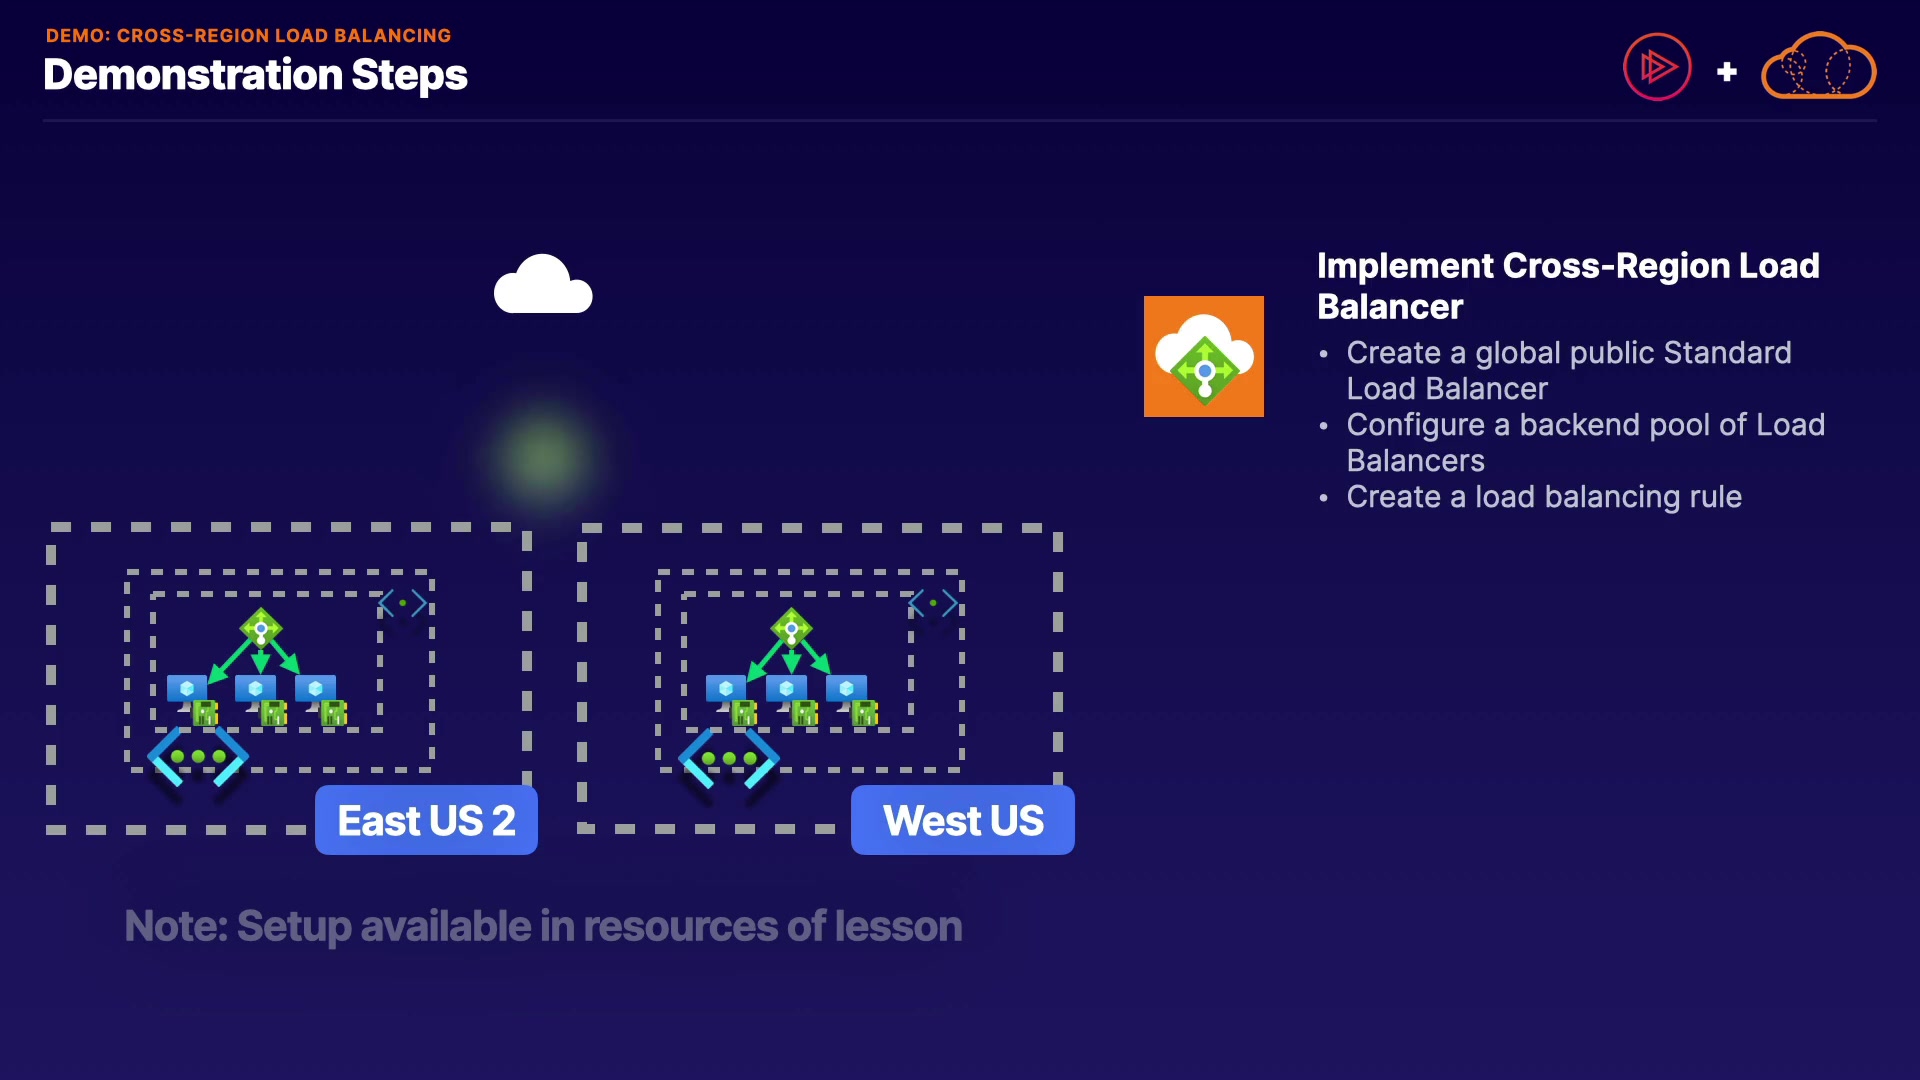 DEMO: CROSS-REGION LOAD BALANCING
Demonstration Steps
Implement Cross-Region Load
Balancer
• Create a global public Standard
Load Balancer
• Configure a backend pool of Load
Balancers
• Create a load balancing rule
East US 2
West US
Note: Setup available in resources of lesson